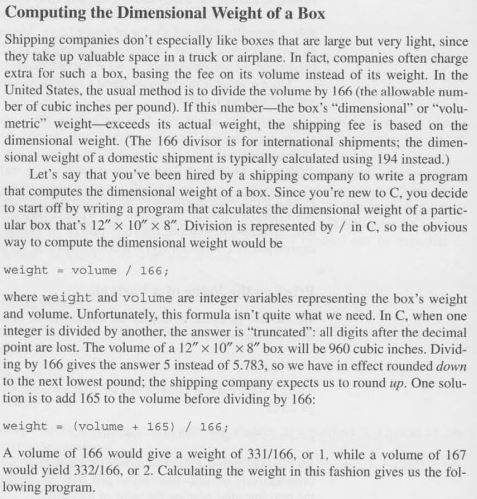 Computing the Dimensional Weight of a Box
Shipping companies don't especially like boxes that are large but very light, since
they take up valuable space in a truck or airplane. In fact, companies often charge
extra for such a box, basing the fee on its volume instead of its weight. In the
United States, the usual method is to divide the volume by 166 (the allowable num-
ber of cubic inches per pound). If this number—the box's "dimensional" or "volu-
metric" weight—exceeds its actual weight, the shipping fee is based on the
dimensional weight. (The 166 divisor is for international shipments; the dimen-
sional weight of a domestic shipment is typically calculated using 194 instead.)
Let's say that you've been hired by a shipping company to write a program
that computes the dimensional weight of a box. Since you're new to C, you decide
to start off by writing a program that calculates the dimensional weight of a partic-
ular box that's 12″ × 10″ × 8″. Division is represented by / in C, so the obvious
way to compute the dimensional weight would be
weight = volume / 166;
where weight and volume are integer variables representing the box's weight
and volume. Unfortunately, this formula isn't quite what we need. In C, when one
integer is divided by another, the answer is "truncated": all digits after the decimal
point are lost. The volume of a 12″ × 10″ × 8″ box will be 960 cubic inches. Divid-
ing by 166 gives the answer 5 instead of 5.783, so we have in effect rounded down
to the next lowest pound; the shipping company expects us to round up. One solu-
tion is to add 165 to the volume before dividing by 166:
weight = (volume + 165) / 166;
A volume of 166 would give a weight of 331/166, or 1, while a volume of 167
would yield 332/166, or 2. Calculating the weight in this fashion gives us the fol-
lowing program.